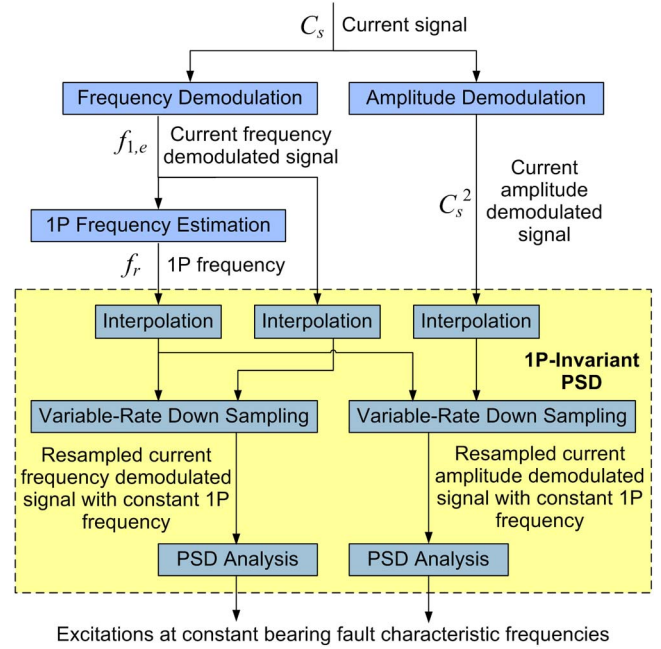 C_s Current signal
Frequency Demodulation
Amplitude Demodulation
f_{1,e}
Current frequency
demodulated signal
Current
amplitude
demodulated
signal
C_s^2
1P Frequency Estimation
f_r 1P frequency
Interpolation
Interpolation
Interpolation
1P-Invariant
PSD
Variable-Rate Down Sampling
Variable-Rate Down Sampling
Resampled current
frequency demodulated
signal with constant 1P
frequency
Resampled current
amplitude demodulated
signal with constant 1P
frequency
PSD Analysis
PSD Analysis
Excitations at constant bearing fault characteristic frequencies